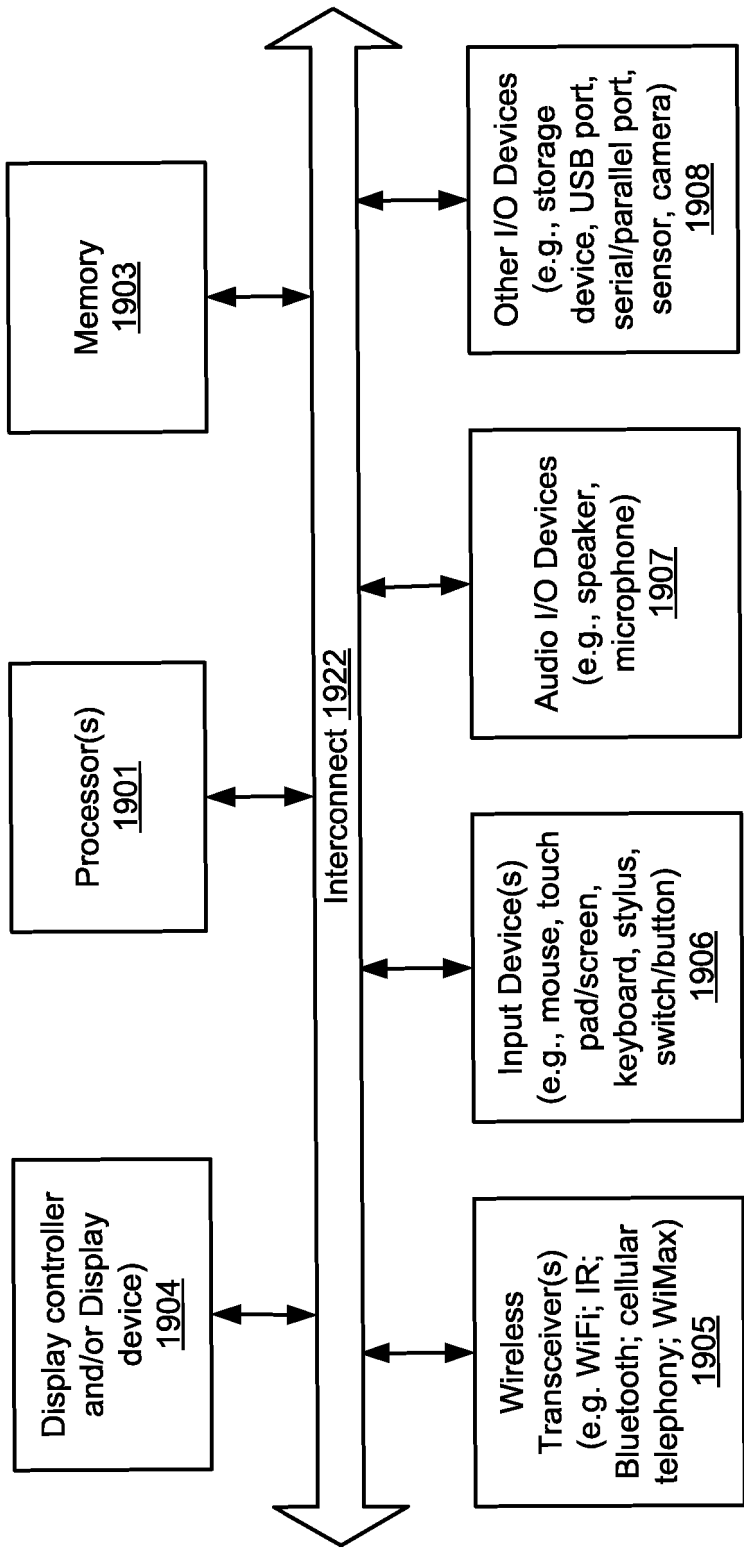 Display controller
and/or Display
device)
1904
Processor(s)
1901
Memory
1903
Interconnect 1922
Wireless
Transceiver(s)
(e.g. WiFi; IR;
Bluetooth; cellular
telephony; WiMax)
1905
Input Device(s)
(e.g., mouse, touch
pad/screen,
keyboard, stylus,
switch/button)
1906
Audio I/O Devices
(e.g., speaker,
microphone)
1907
Other I/O Devices
(e.g., storage
device, USB port,
serial/parallel port,
sensor, camera)
1908